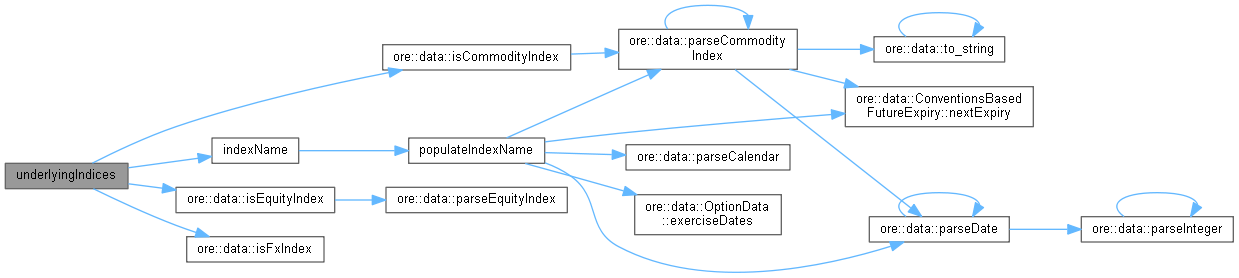 underlyingIndices
ore::data::isCommodityIndex
indexName
ore::data::isEquityIndex
ore::data::isFxIndex
populateIndexName
ore::data::parseEquityIndex
ore::data::parseCommodity
Index
ore::data::parseCalendar
ore::data::OptionData
::exerciseDates
ore::data::to_string
ore::data::ConventionsBased
FutureExpiry::nextExpiry
ore::data::parseDate
ore::data::parseInteger